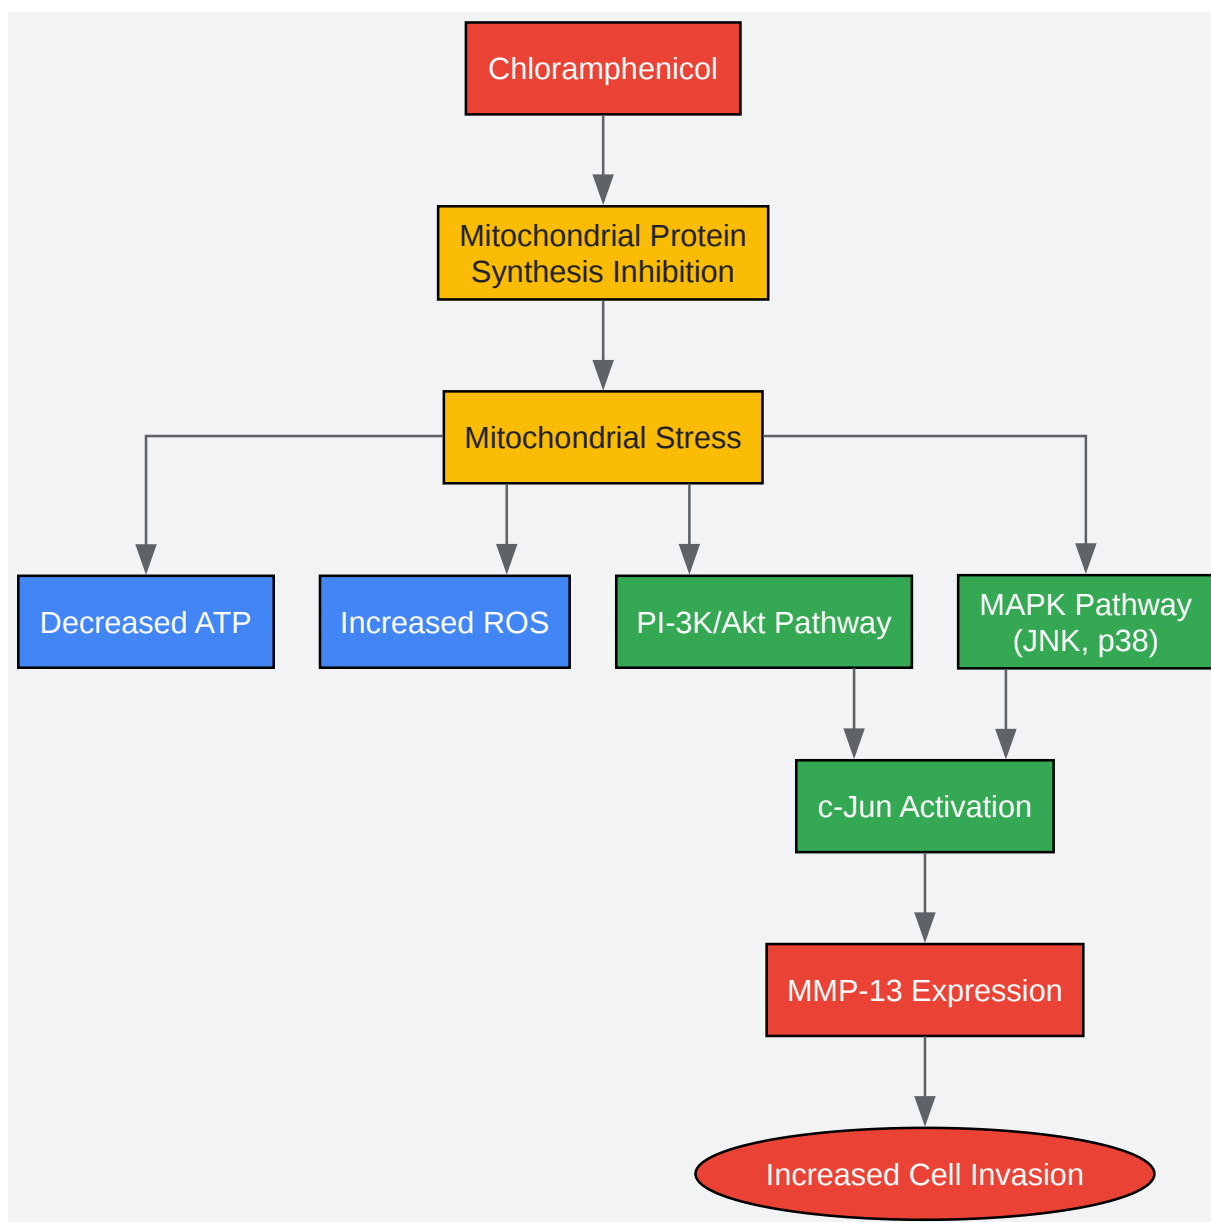 Chloramphenicol
Mitochondrial Protein
Synthesis Inhibition
Mitochondrial Stress
Decreased ATP
Increased ROS
PI-3K/Akt Pathway
MAPK Pathway
(JNK, p38)
c-Jun Activation
MMP-13 Expression
Increased Cell Invasion